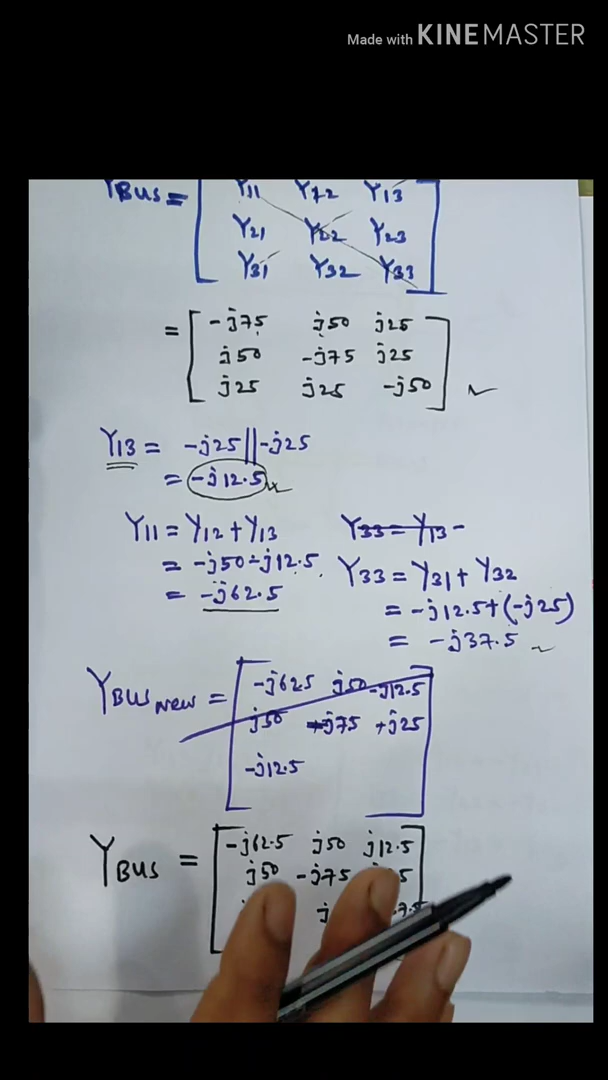 Made with KINEMASTER
YBUS = [ Y11 Y12 Y13
Y21 Y22 Y23
Y31 Y32 Y33 ]
= [ -j75 j50 j25
j50 -j75 j25
j25 j25 -j50 ]
Y13 = -j25 || -j25
= -j12.5
Y11 = Y12 + Y13
= -j50 - j12.5
= -j62.5
Y33 = Y13 -
Y33 = Y31 + Y32
= -j12.5 + (-j25)
= -j37.5
YBUS New = [ -j625 j50 -j12.5
j50 -j75 +j25
-j12.5 ]
YBUS = [ -j62.5 j50 j12.5
j50 -j75
j